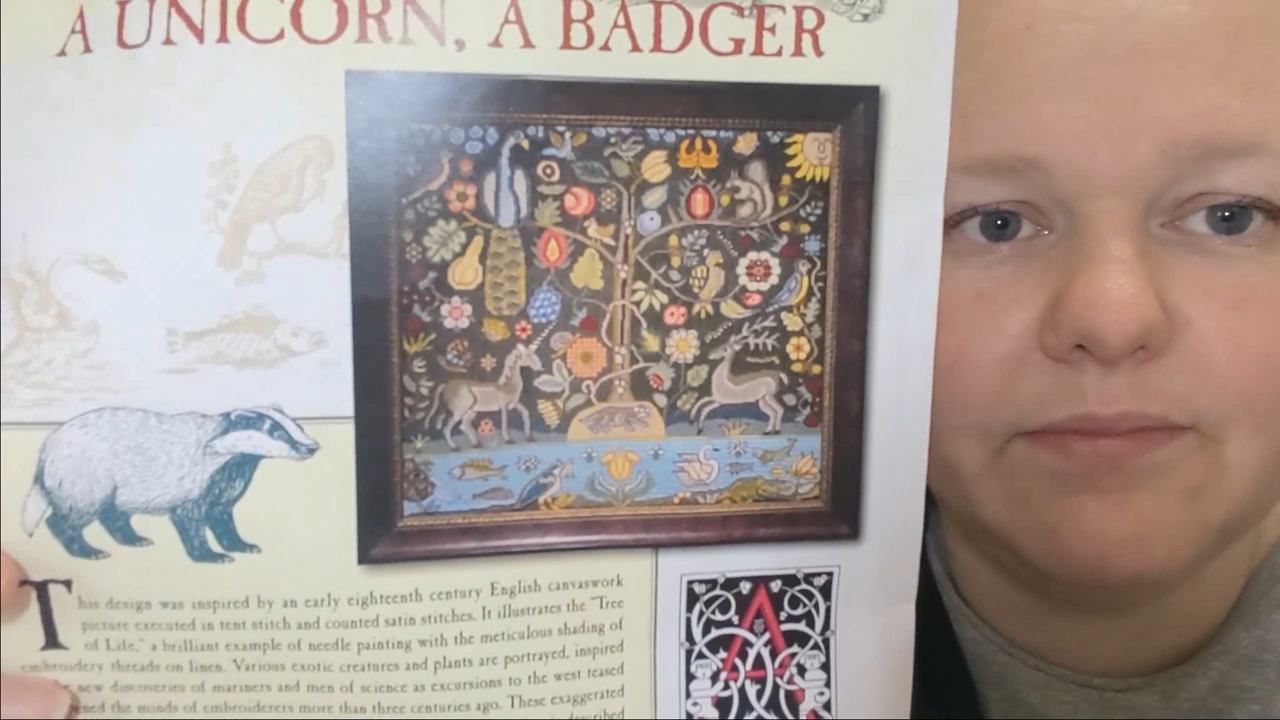 A UNICORN, A BADGER
This design was inspired by an early eighteenth century English canvaswork
picture executed in tent stitch and counted satin stitches. It illustrates the "Tree
of Life," a brilliant example of needle painting with the meticulous shading of
embroidery threads on linen. Various exotic creatures and plants are portrayed, inspired
new discoveries of mariners and men of science as excursions to the west teased
the minds of embroiderers more than three centuries ago. These exaggerated
described
A